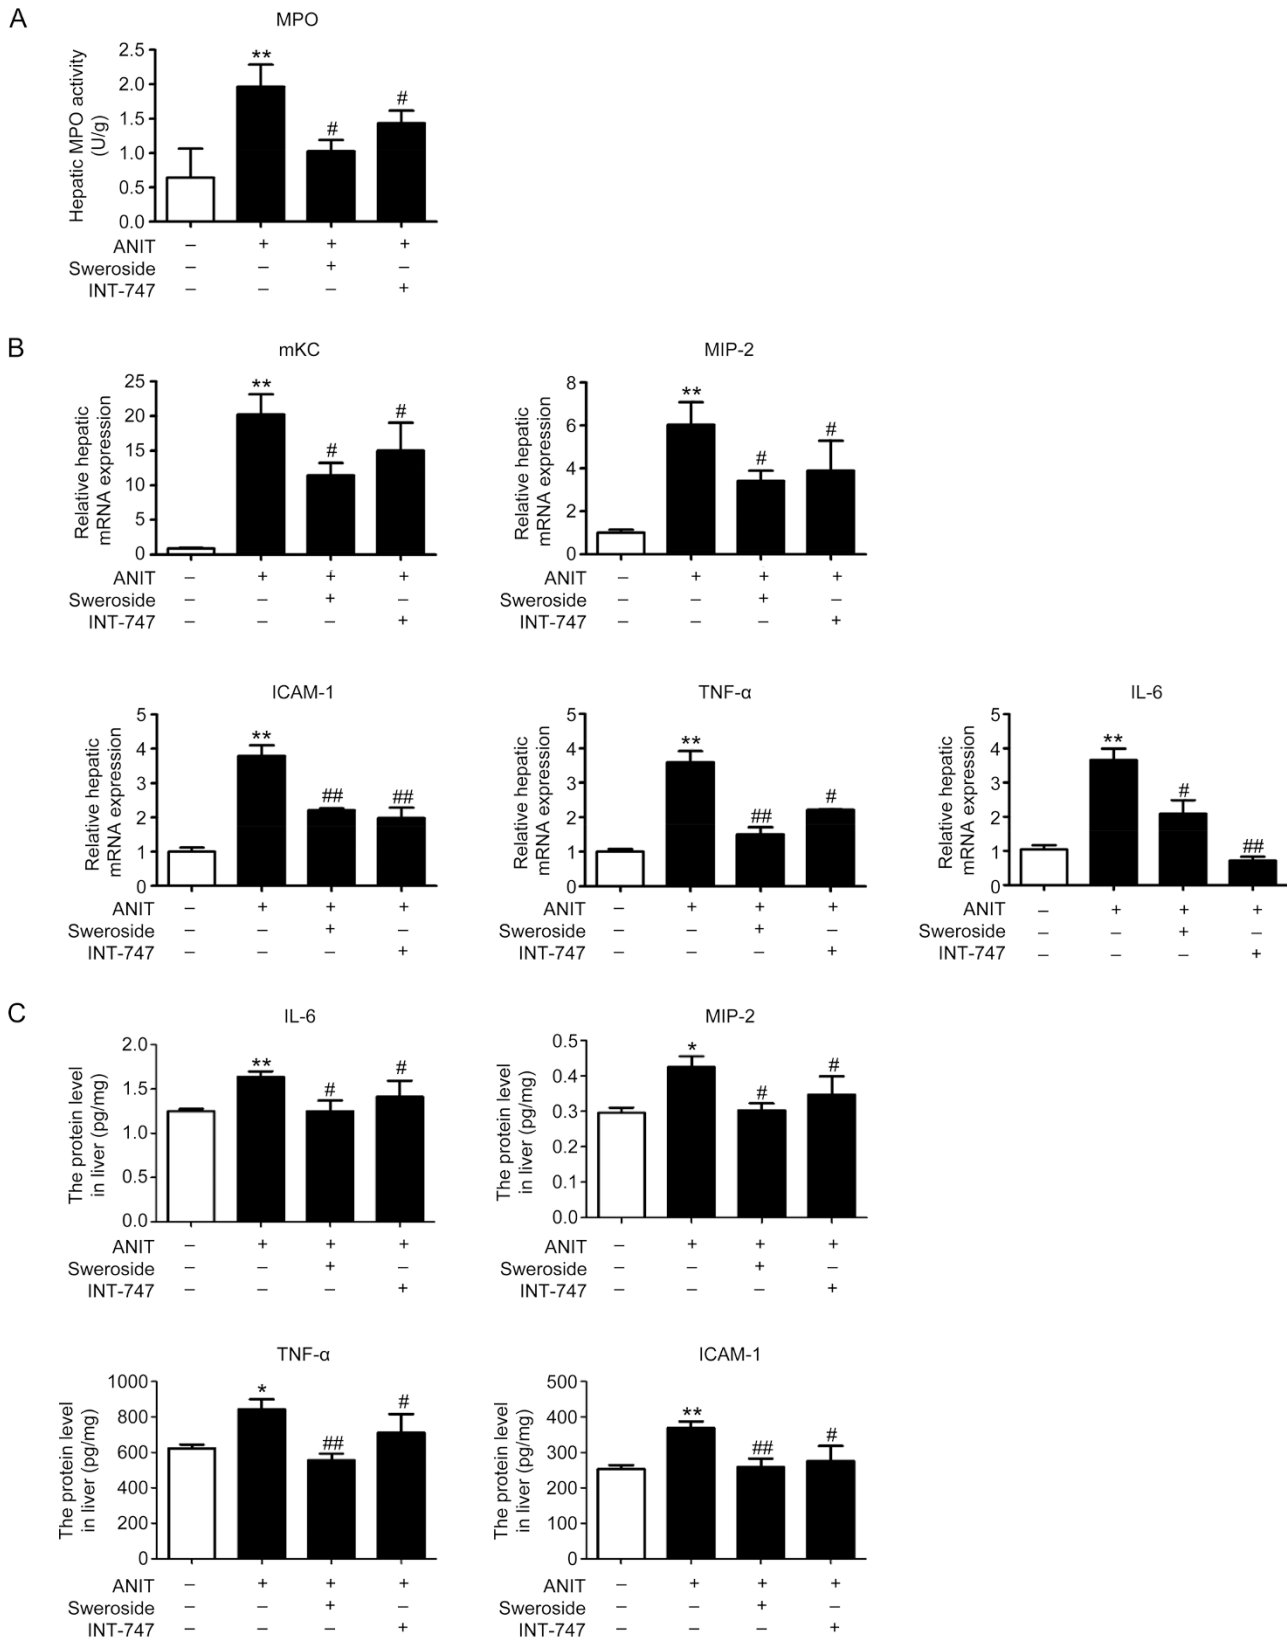 A
MPO
Hepatic MPO activity
(U/g)
2.5
2.0
1.5
1.0
0.5
0.0
**
#
#
ANIT – + + +
Sweroside – – + –
INT-747 – – – +
B
mKC
Relative hepatic
mRNA expression
25
20
15
10
5
0
**
#
#
ANIT – + + +
Sweroside – – + –
INT-747 – – – +
MIP-2
Relative hepatic
mRNA expression
8
6
4
2
0
**
#
#
ANIT – + + +
Sweroside – – + –
INT-747 – – – +
ICAM-1
Relative hepatic
mRNA expression
5
4
3
2
1
0
**
##
##
ANIT – + + +
Sweroside – – + –
INT-747 – – – +
TNF-α
Relative hepatic
mRNA expression
5
4
3
2
1
0
**
##
#
ANIT – + + +
Sweroside – – + –
INT-747 – – – +
IL-6
Relative hepatic
mRNA expression
5
4
3
2
1
0
**
#
##
ANIT – + + +
Sweroside – – + –
INT-747 – – – +
C
IL-6
The protein level
in liver (pg/mg)
2.0
1.5
1.0
0.5
0.0
**
#
#
ANIT – + + +
Sweroside – – + –
INT-747 – – – +
MIP-2
The protein level
in liver (pg/mg)
0.5
0.4
0.3
0.2
0.1
0.0
*
#
#
ANIT – + + +
Sweroside – – + –
INT-747 – – – +
TNF-α
The protein level
in liver (pg/mg)
1000
800
600
400
200
0
*
##
#
ANIT – + + +
Sweroside – – + –
INT-747 – – – +
ICAM-1
The protein level
in liver (pg/mg)
500
400
300
200
100
0
**
##
#
ANIT – + + +
Sweroside – – + –
INT-747 – – – +